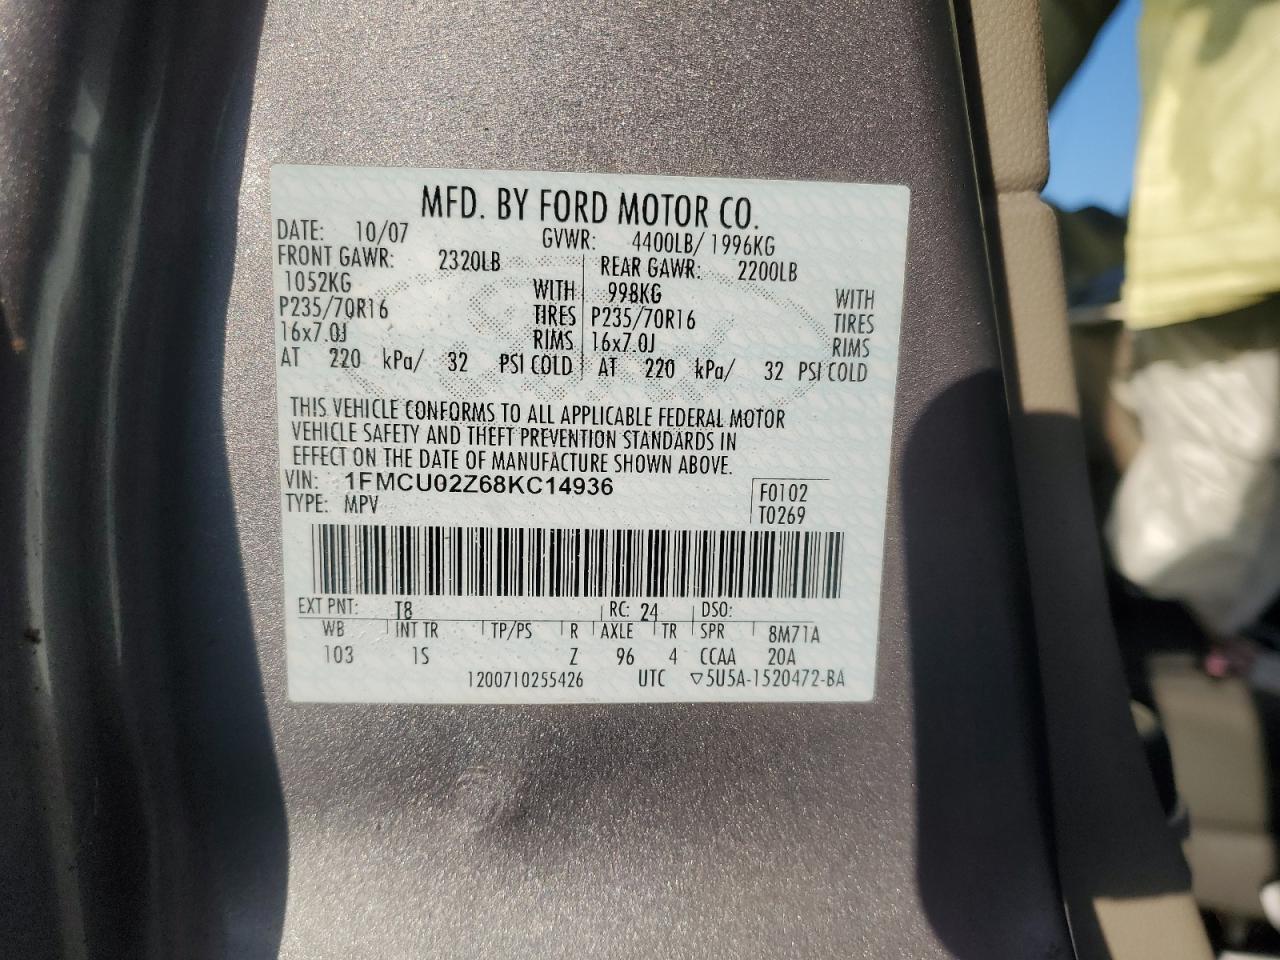 MFD. BY FORD MOTOR CO.
DATE: 10/07 GVWR: 4400LB/ 1996KG
FRONT GAWR: 2320LB REAR GAWR: 2200LB
1052KG WITH 998KG WITH
P235/70R16 TIRES P235/70R16 TIRES
16x7.0J RIMS 16x7.0J RIMS
AT 220 kPa/ 32 PSI COLD AT 220 kPa/ 32 PSI COLD
THIS VEHICLE CONFORMS TO ALL APPLICABLE FEDERAL MOTOR
VEHICLE SAFETY AND THEFT PREVENTION STANDARDS IN
EFFECT ON THE DATE OF MANUFACTURE SHOWN ABOVE.
VIN: 1FMCU02Z68KC14936 F0102
TYPE: MPV T0269
EXT PNT: T8 RC: 24 DSO:
WB INT TR TP/PS R AXLE TR SPR 8M71A
103 1S Z 96 4 CCAA 20A
1200710255426 UTC ▽5U5A-1520472-BA